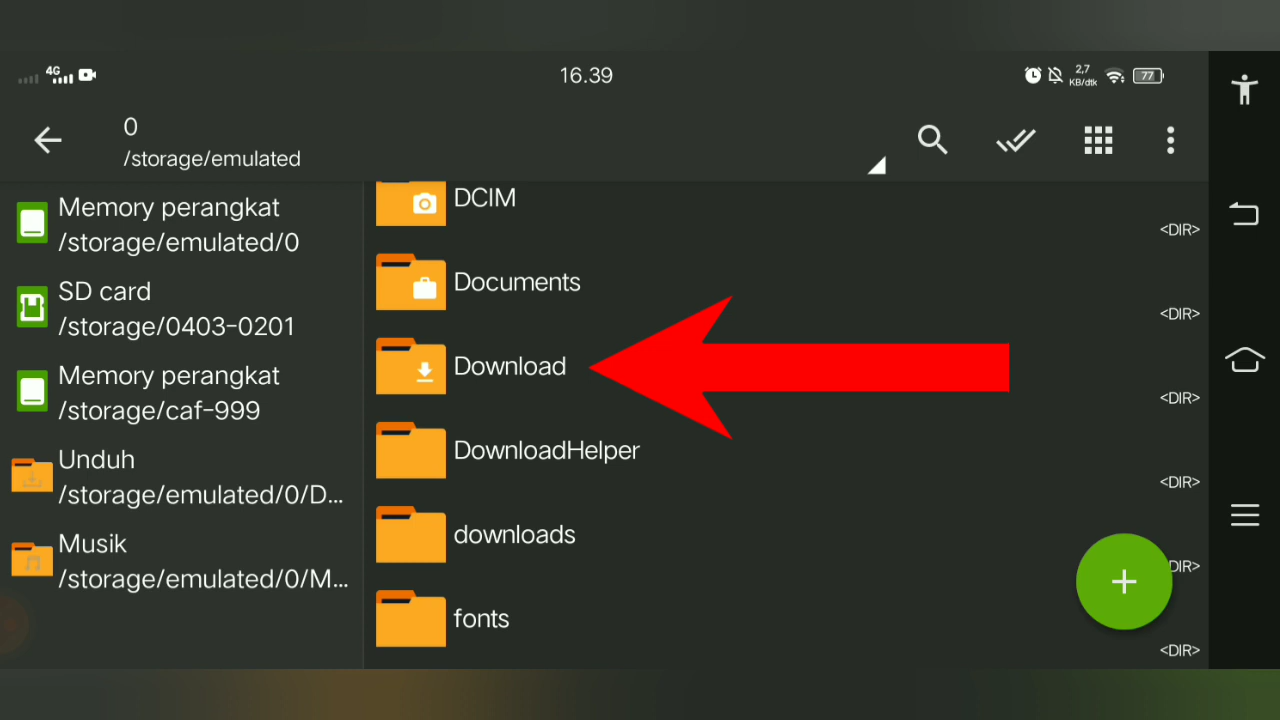 4G
16.39
2,7
KB/dtk
77
0
/storage/emulated
Memory perangkat
/storage/emulated/0
SD card
/storage/0403-0201
Memory perangkat
/storage/caf-999
Unduh
/storage/emulated/0/D...
Musik
/storage/emulated/0/M...
DCIM
<DIR>
Documents
<DIR>
Download
<DIR>
DownloadHelper
<DIR>
downloads
DIR>
fonts
<DIR>